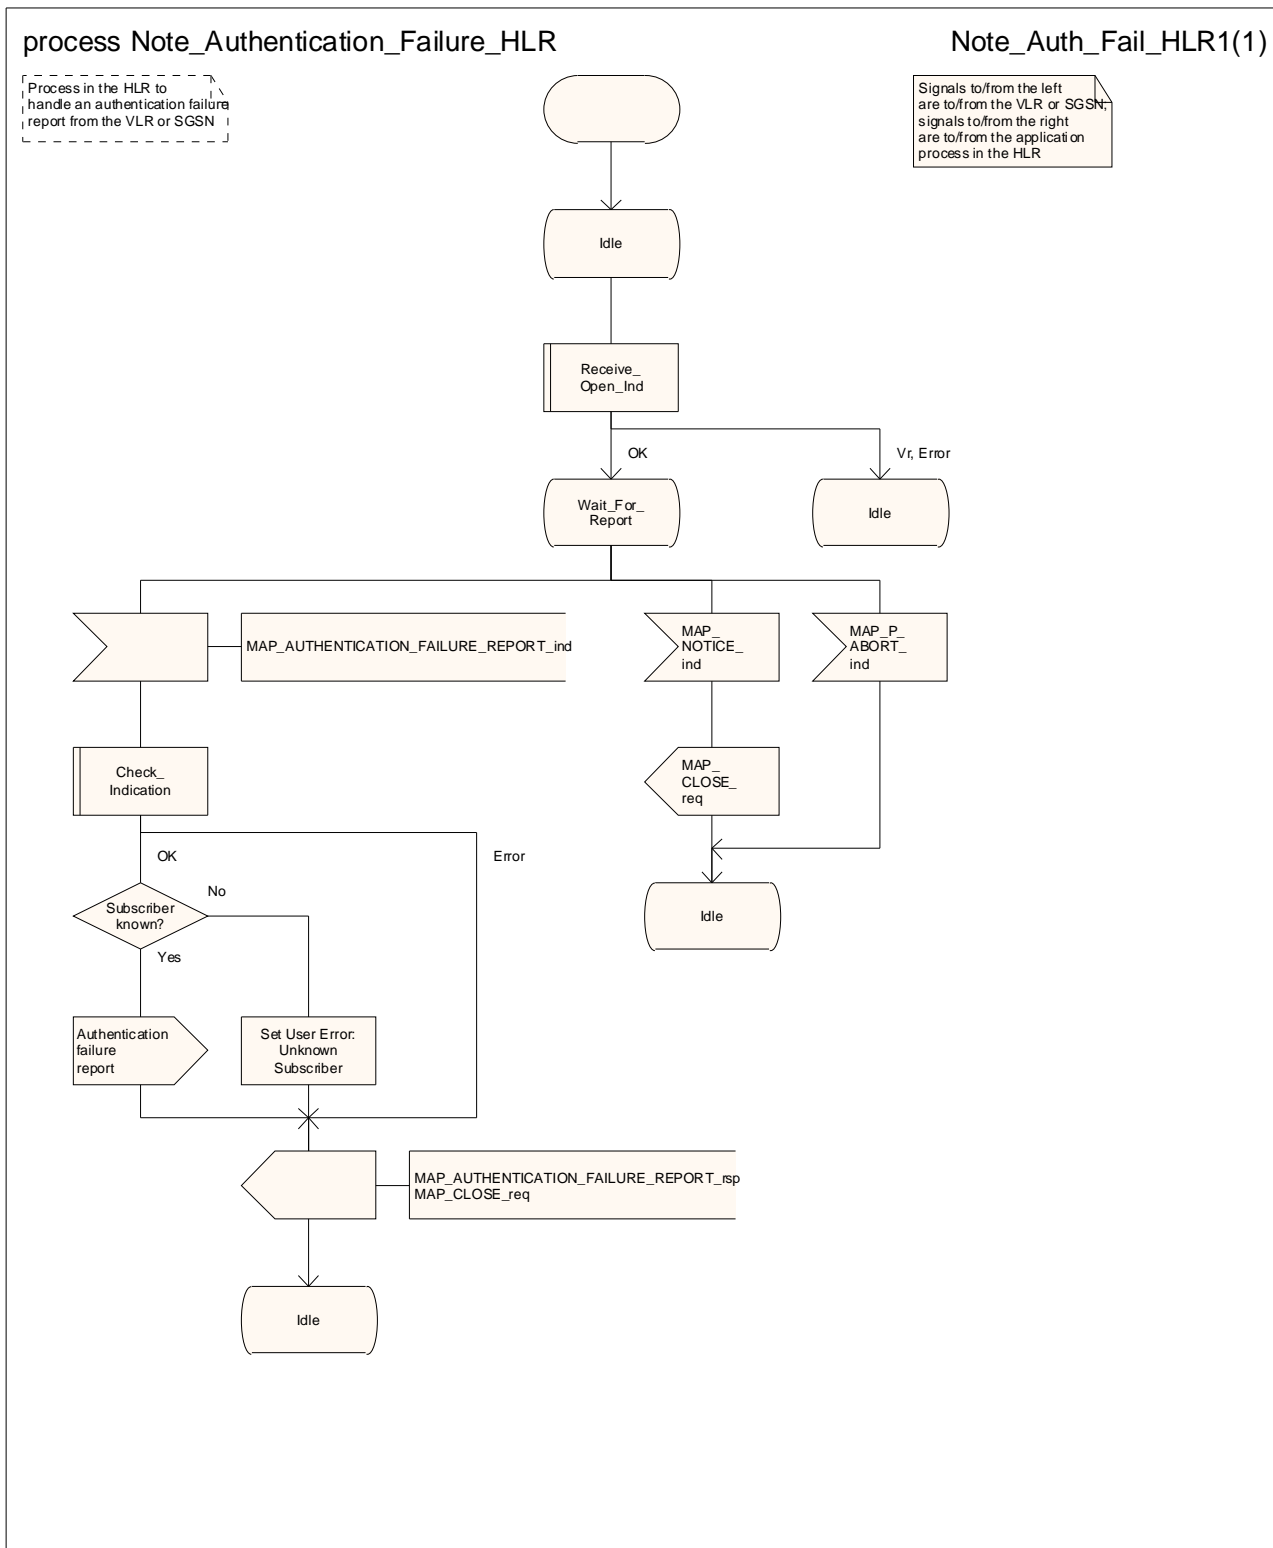 process Note_Authentication_Failure_HLR
Note_Auth_Fail_HLR1(1)
Process in the HLR to
handle an authentication failure
report from the VLR or SGSN
Signals to/from the left
are to/from the VLR or SGSN;
signals to/from the right
are to/from the application
process in the HLR
Idle
Receive_
Open_Ind
OK
Vr, Error
Wait_For_
Report
Idle
MAP_AUTHENTICATION_FAILURE_REPORT_ind
MAP_
NOTICE_
ind
MAP_P_
ABORT_
ind
Check_
Indication
MAP_
CLOSE_
req
OK
Error
No
Subscriber
known?
Yes
Idle
Authentication
failure
report
Set User Error:
Unknown
Subscriber
MAP_AUTHENTICATION_FAILURE_REPORT_rsp
MAP_CLOSE_req
Idle